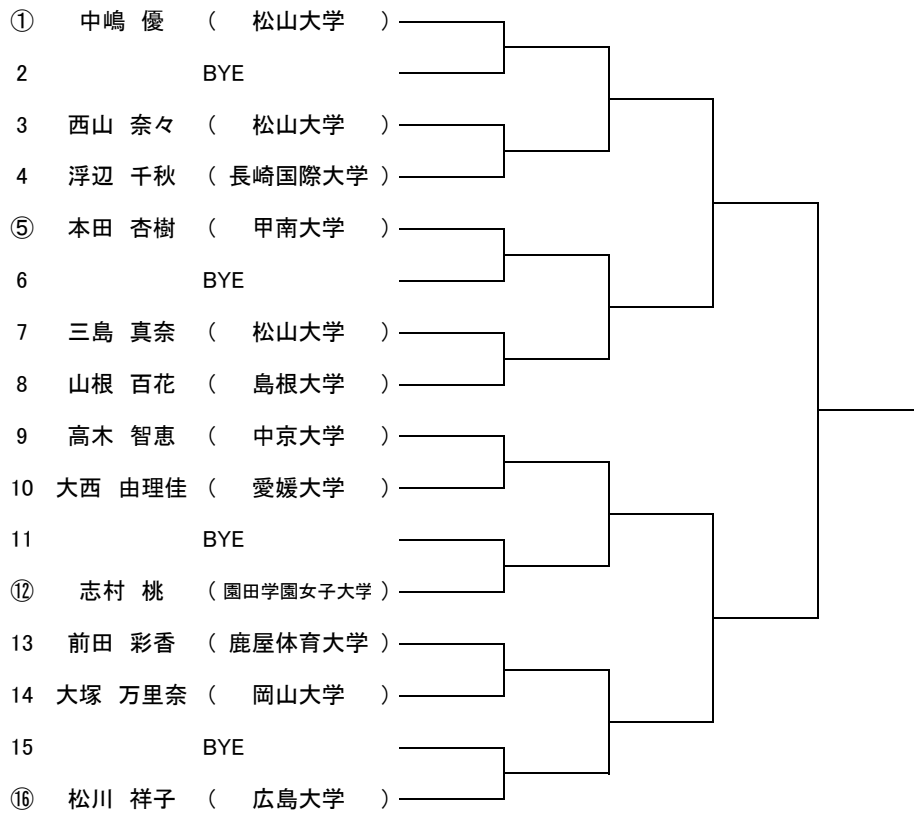 ① 中嶋 優 ( 松山大学 )
2 BYE
3 西山 奈々 ( 松山大学 )
4 浮辺 千秋 ( 長崎国際大学 )
⑤ 本田 杏樹 ( 甲南大学 )
6 BYE
7 三島 真奈 ( 松山大学 )
8 山根 百花 ( 島根大学 )
9 高木 智恵 ( 中京大学 )
10 大西 由理佳 ( 愛媛大学 )
11 BYE
⑫ 志村 桃 ( 園田学園女子大学 )
13 前田 彩香 ( 鹿屋体育大学 )
14 大塚 万里奈 ( 岡山大学 )
15 BYE
⑯ 松川 祥子 ( 広島大学 )